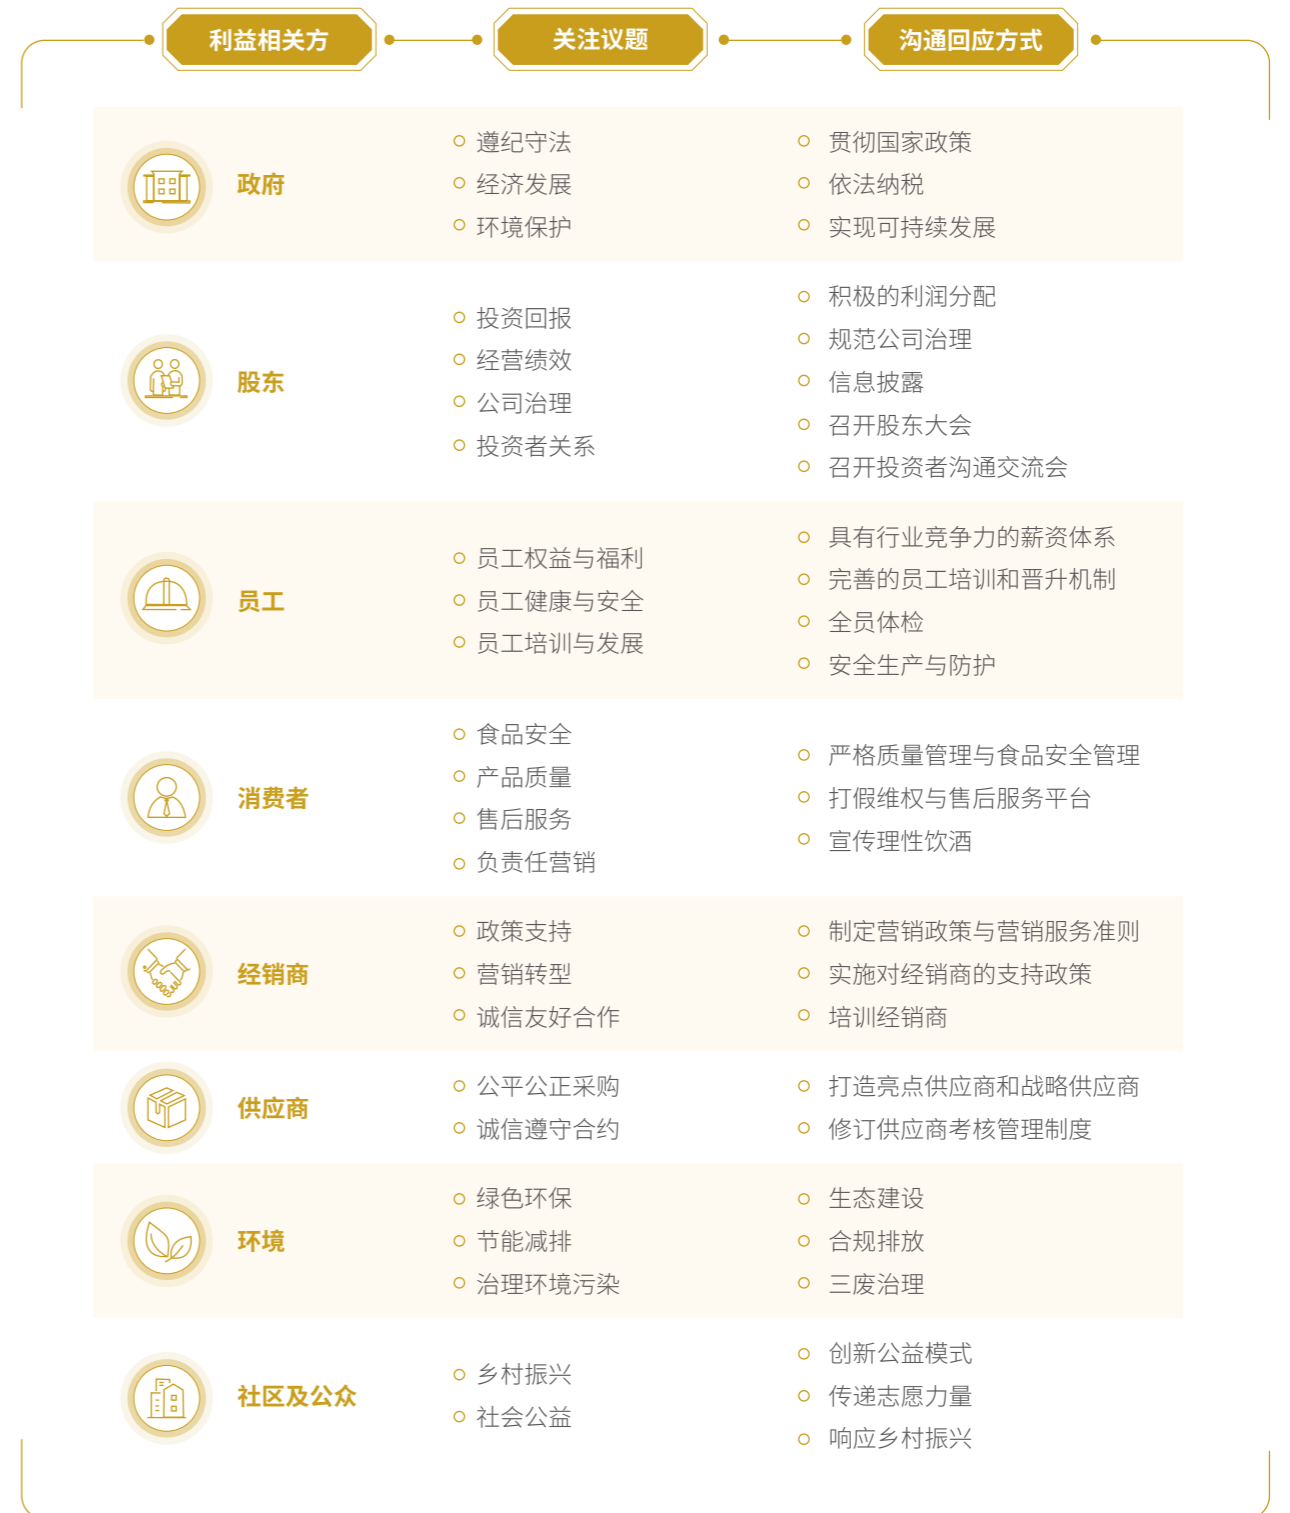 利益相关方
关注议题
沟通回应方式
政府
遵纪守法
经济发展
环境保护
贯彻国家政策
依法纳税
实现可持续发展
股东
投资回报
经营绩效
公司治理
投资者关系
积极的利润分配
规范公司治理
信息披露
召开股东大会
召开投资者沟通交流会
员工
员工权益与福利
员工健康与安全
员工培训与发展
具有行业竞争力的薪资体系
完善的员工培训和晋升机制
全员体检
安全生产与防护
消费者
食品安全
产品质量
售后服务
负责任营销
严格质量管理与食品安全管理
打假维权与售后服务平台
宣传理性饮酒
经销商
政策支持
营销转型
诚信友好合作
制定营销政策与营销服务准则
实施对经销商的支持政策
培训经销商
供应商
公平公正采购
诚信遵守合约
打造亮点供应商和战略供应商
修订供应商考核管理制度
环境
绿色环保
节能减排
治理环境污染
生态建设
合规排放
三废治理
社区及公众
乡村振兴
社会公益
创新公益模式
传递志愿力量
响应乡村振兴